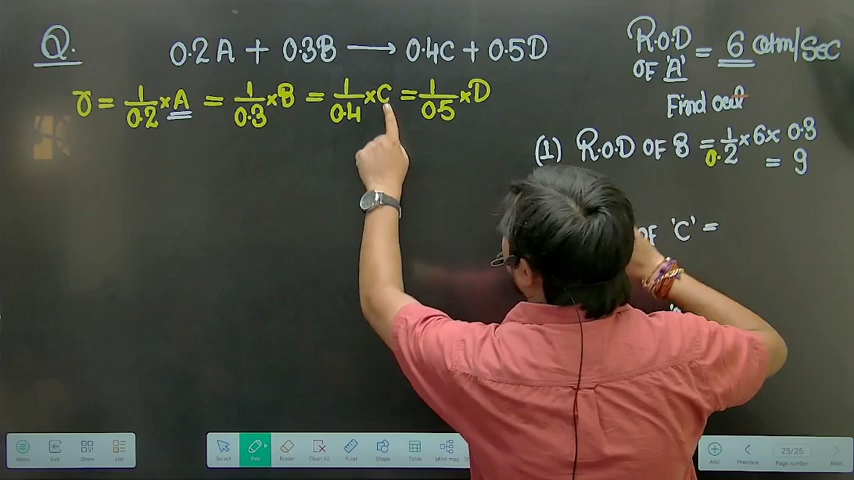 Q. 0.2A + 0.3B → 0.4C + 0.5D
r = 1/0.2 × A = 1/0.3 × B = 1/0.4 × C = 1/0.5 × D
R.O.D OF 'A' = 6 atm/sec
Find out
(1) R.O.D OF B = 1/0.2 × 6 × 0.3
= 9
OF 'C' =
Menu Exit Share List
Select Pen Eraser Clean All Ruler Shape Table Mind map
Add Previous 25/25 Page number Next